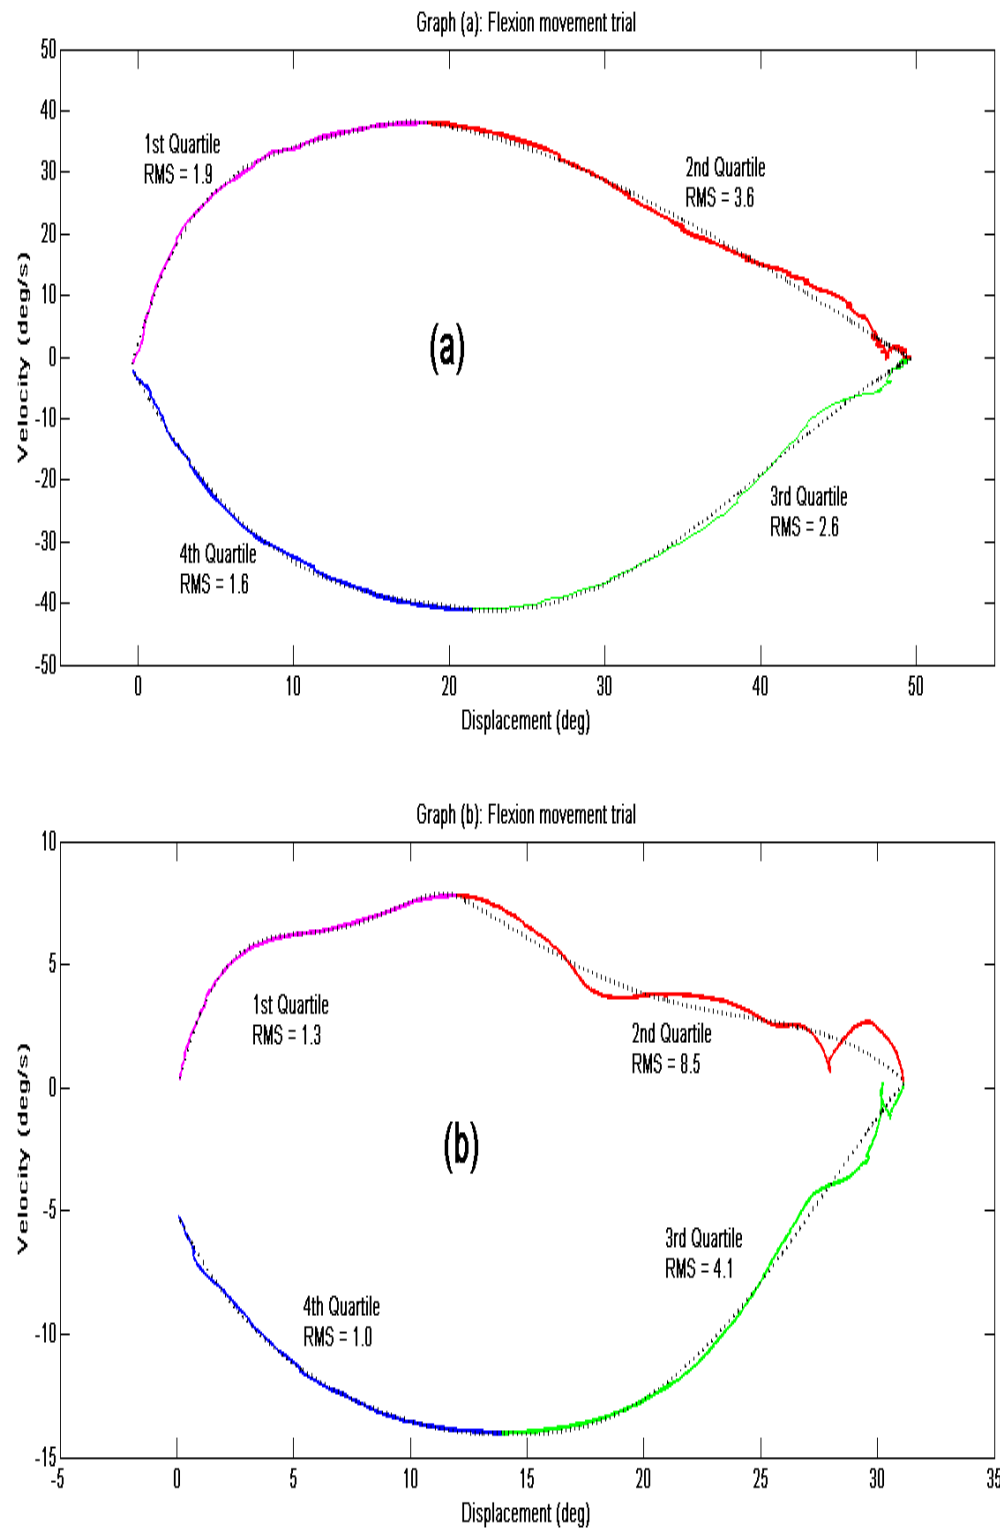 Graph (a): Flexion movement trial
50
40
30
20
10
0
-10
-20
-30
-40
-50
Velocity (deg/s)
1st Quartile
RMS = 1.9
2nd Quartile
RMS = 3.6
(a)
3rd Quartile
RMS = 2.6
4th Quartile
RMS = 1.6
0 10 20 30 40 50
Displacement (deg)
Graph (b): Flexion movement trial
10
5
0
-5
-10
-15
Velocity (deg/s)
1st Quartile
RMS = 1.3
2nd Quartile
RMS = 8.5
(b)
3rd Quartile
RMS = 4.1
4th Quartile
RMS = 1.0
-5 0 5 10 15 20 25 30 35
Displacement (deg)